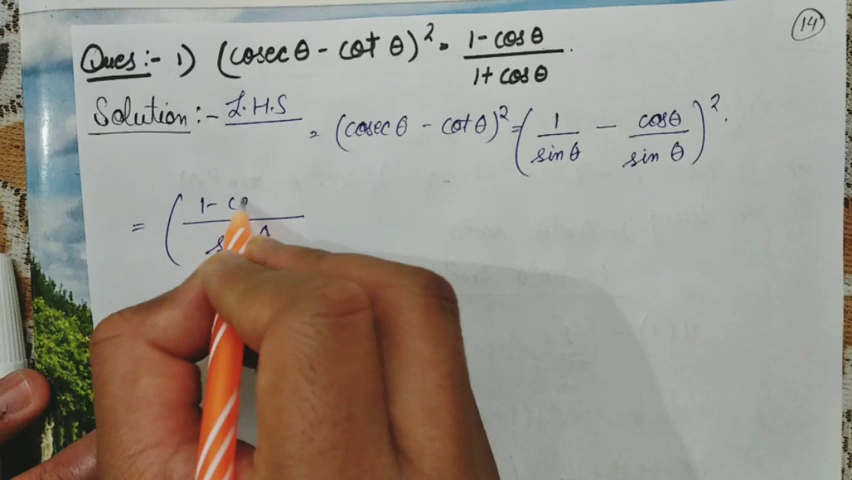 14
Ques:- 1) (cosec θ - cot θ)² = 1 - cos θ / 1 + cos θ.
Solution:- L.H.S
= (cosec θ - cot θ)² = (1 / sin θ - cos θ / sin θ)².
= (1 - co